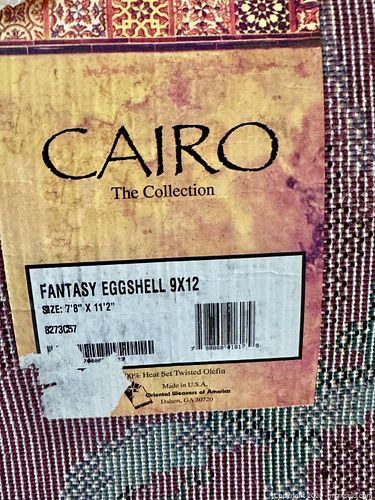 CAIRO
The Collection
FANTASY EGGSHELL 9X12
SIZE: 7'8" X 11'2"
8273C57
Heat Set Twisted Olefin
Made in U.S.A.
Oriental Weavers of America
Dalton, GA 30720